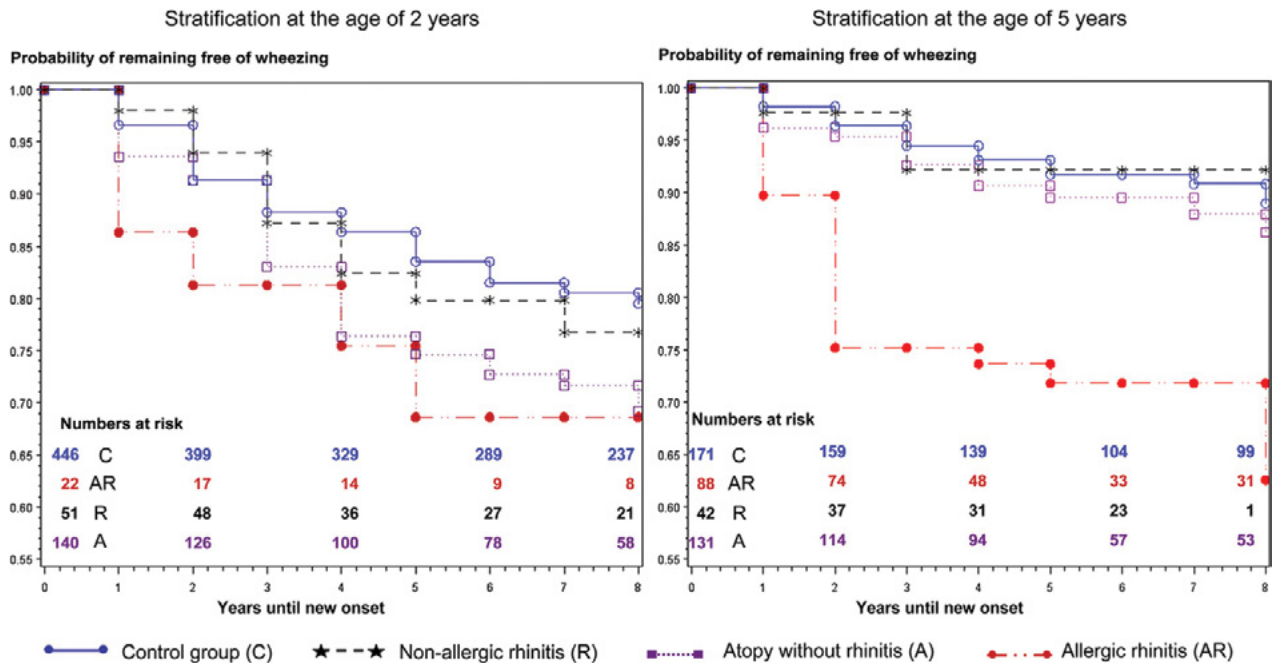 Stratification at the age of 2 years
Probability of remaining free of wheezing
1.00
0.95
0.90
0.85
0.80
0.75
0.70
0.65
0.60
0.55
Numbers at risk
446 C 399 329 289 237
22 AR 17 14 9 8
51 R 48 36 27 21
140 A 126 100 78 58
0 1 2 3 4 5 6 7 8
Years until new onset
Stratification at the age of 5 years
Probability of remaining free of wheezing
1.00
0.95
0.90
0.85
0.80
0.75
0.70
0.65
0.60
0.55
Numbers at risk
171 C 159 139 104 99
88 AR 74 48 33 31
42 R 37 31 23 1
131 A 114 94 57 53
0 1 2 3 4 5 6 7 8
Years until new onset
Control group (C) Non-allergic rhinitis (R) Atopy without rhinitis (A) Allergic rhinitis (AR)